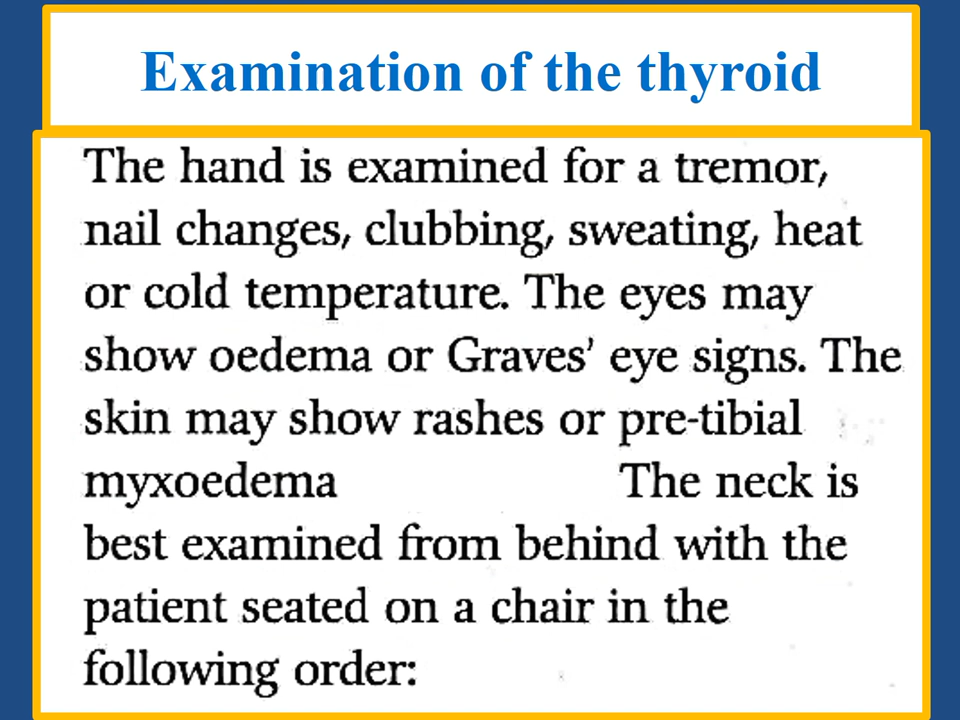 Examination of the thyroid
The hand is examined for a tremor,
nail changes, clubbing, sweating, heat
or cold temperature. The eyes may
show oedema or Graves' eye signs. The
skin may show rashes or pre-tibial
myxoedema The neck is
best examined from behind with the
patient seated on a chair in the
following order: